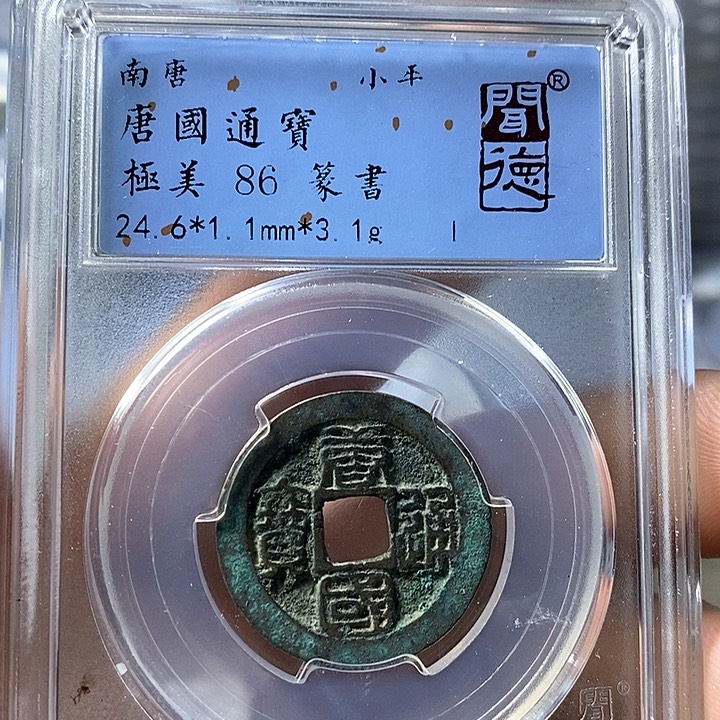 南唐 小平
唐國通寶
極美 86 篆書
24.6*1.1mm*3.1g
聞德®
唐國通寶
聞®